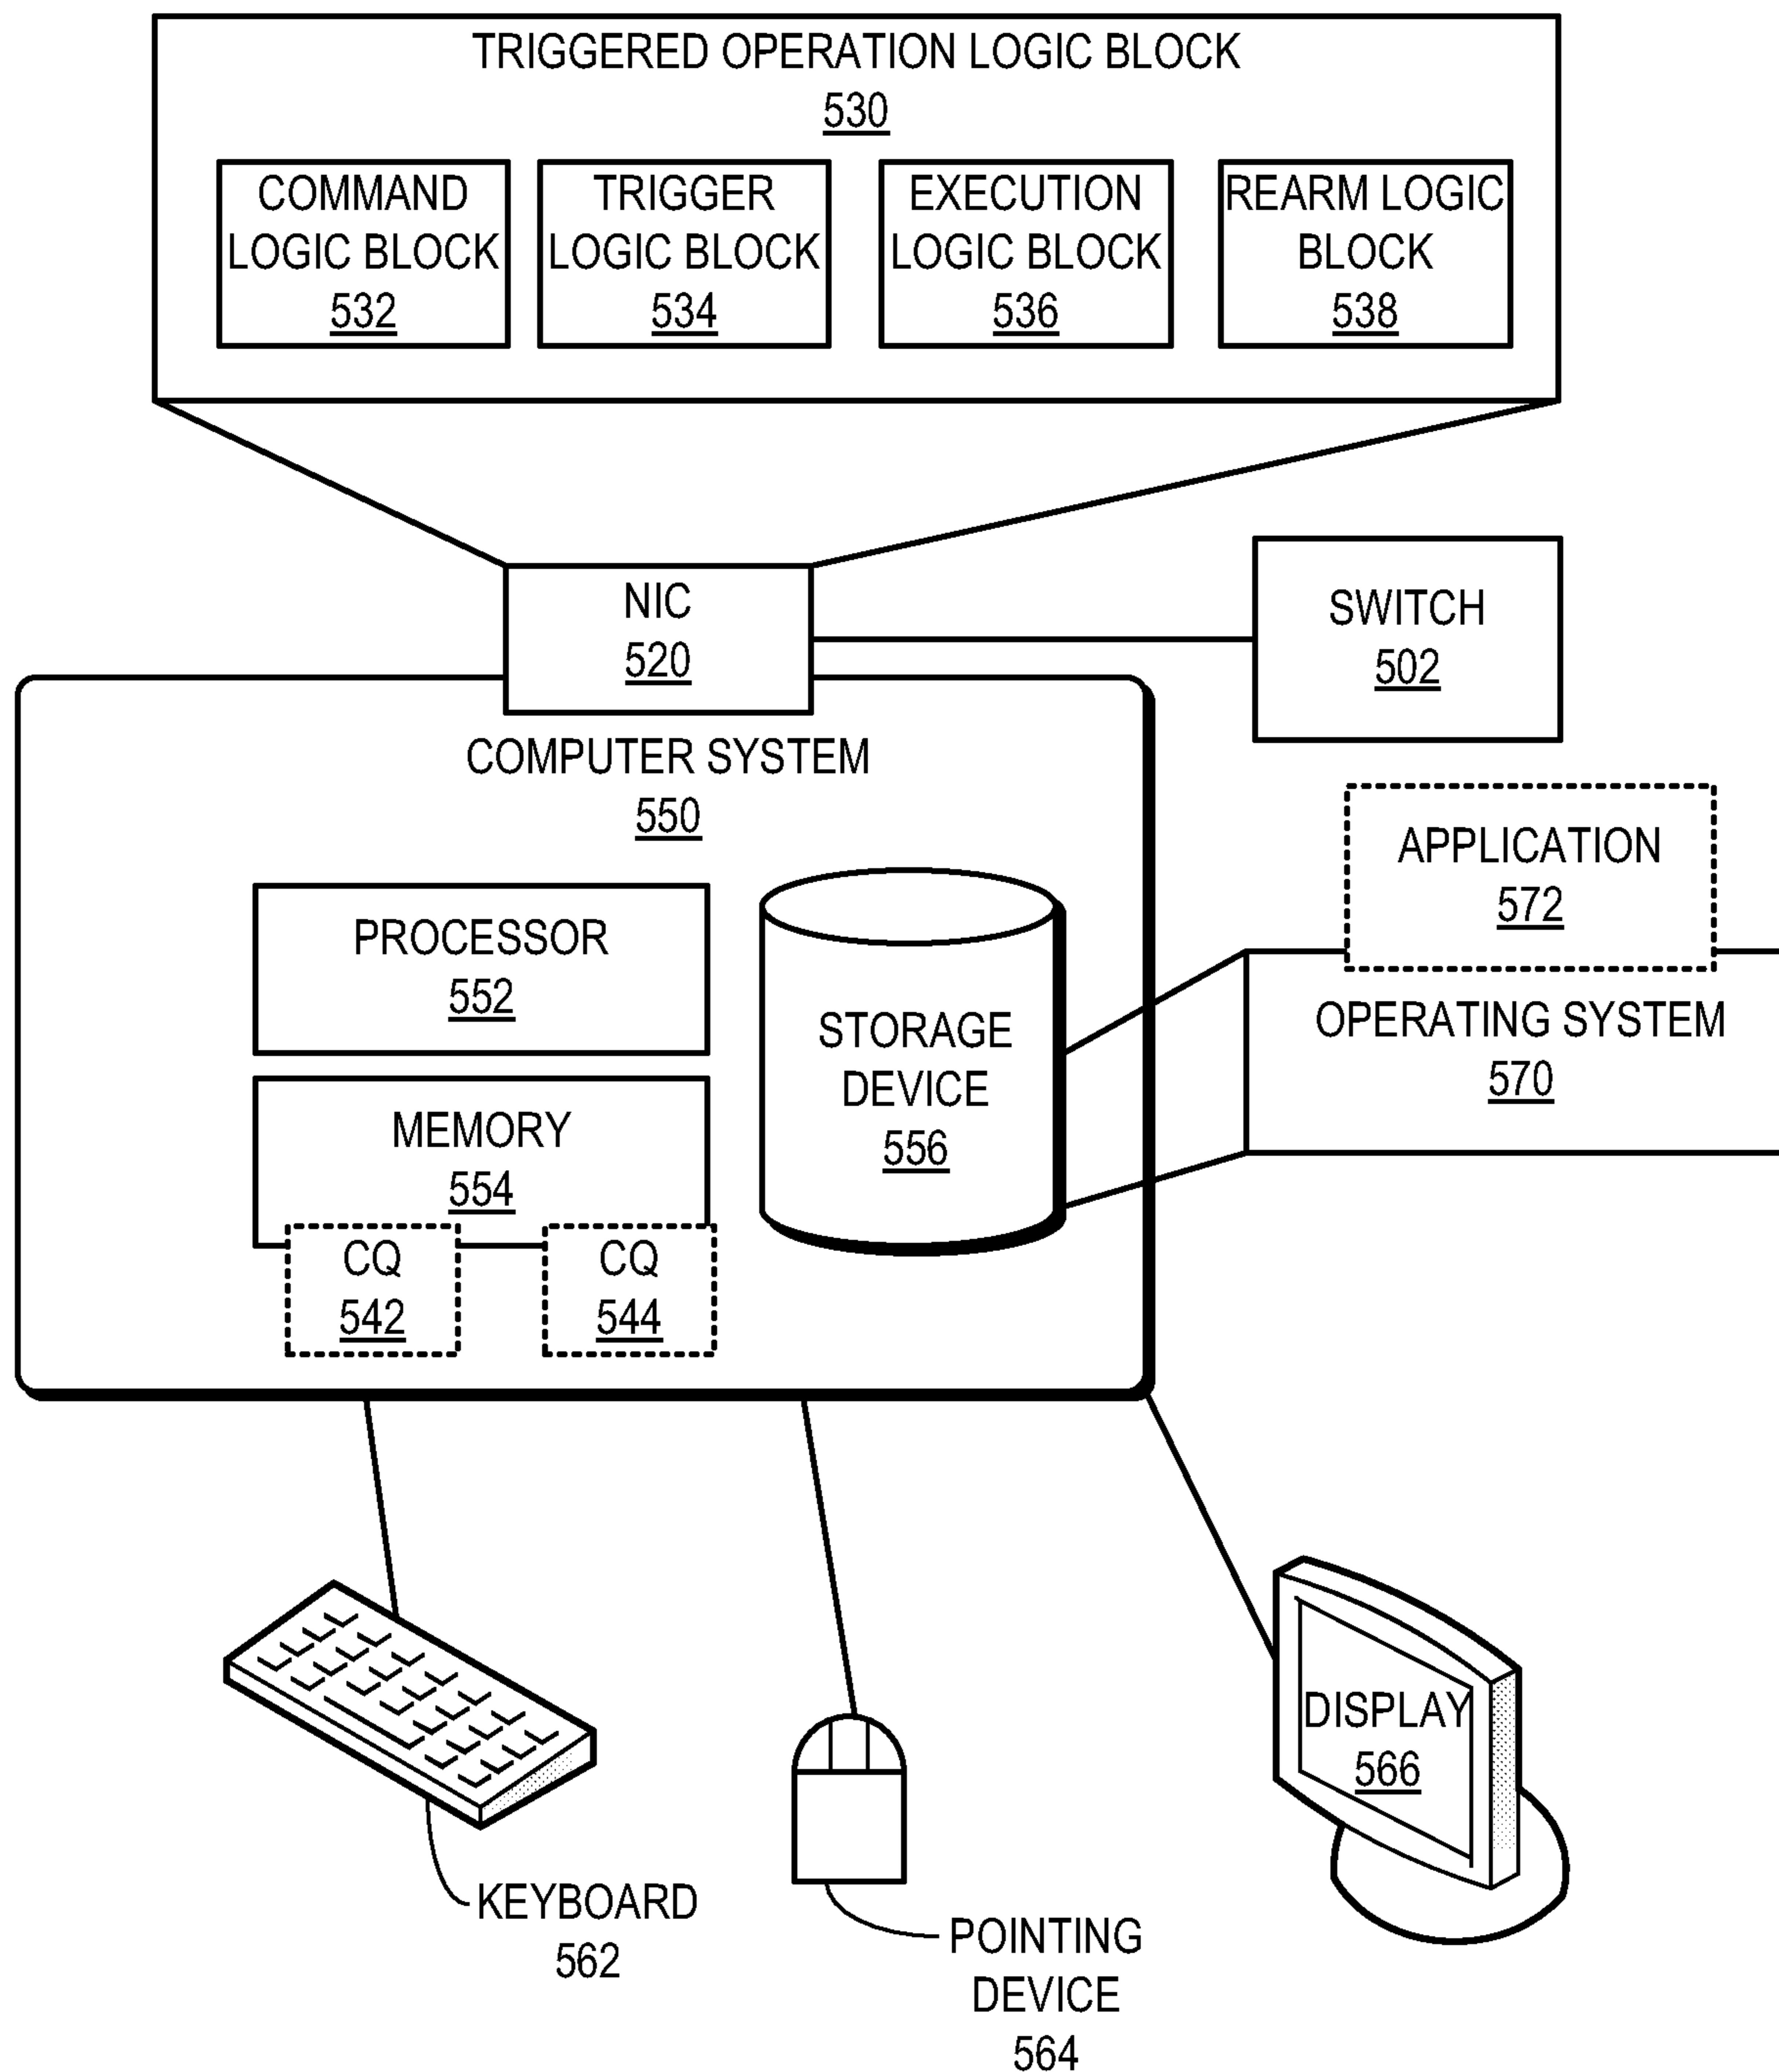 TRIGGERED OPERATION LOGIC BLOCK
530
COMMAND
LOGIC BLOCK
532
TRIGGER
LOGIC BLOCK
534
EXECUTION
LOGIC BLOCK
536
REARM LOGIC
BLOCK
538
NIC
520
SWITCH
502
COMPUTER SYSTEM
550
APPLICATION
572
PROCESSOR
552
STORAGE
DEVICE
556
OPERATING SYSTEM
570
MEMORY
554
CQ
542
CQ
544
DISPLAY
566
KEYBOARD
562
POINTING
DEVICE
564